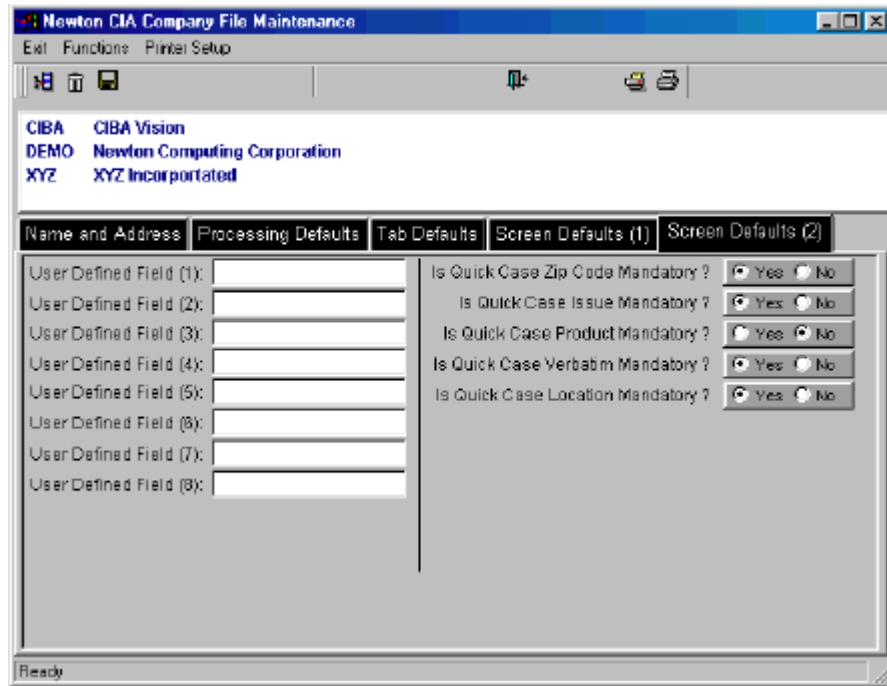 Newton CIA Company File Maintenance
Exit Functions Printer Setup
CIBA CIBA Vision
DEMO Newton Computing Corporation
XYZ XYZ Incorportated
Name and Address Processing Defaults Tab Defaults Screen Defaults (1) Screen Defaults (2)
User Defined Field (1):
User Defined Field (2):
User Defined Field (3):
User Defined Field (4):
User Defined Field (5):
User Defined Field (6):
User Defined Field (7):
User Defined Field (8):
Is Quick Case Zip Code Mandatory ? Yes No
Is Quick Case Issue Mandatory ? Yes No
Is Quick Case Product Mandatory ? Yes No
Is Quick Case Verbatim Mandatory ? Yes No
Is Quick Case Location Mandatory ? Yes No
Ready